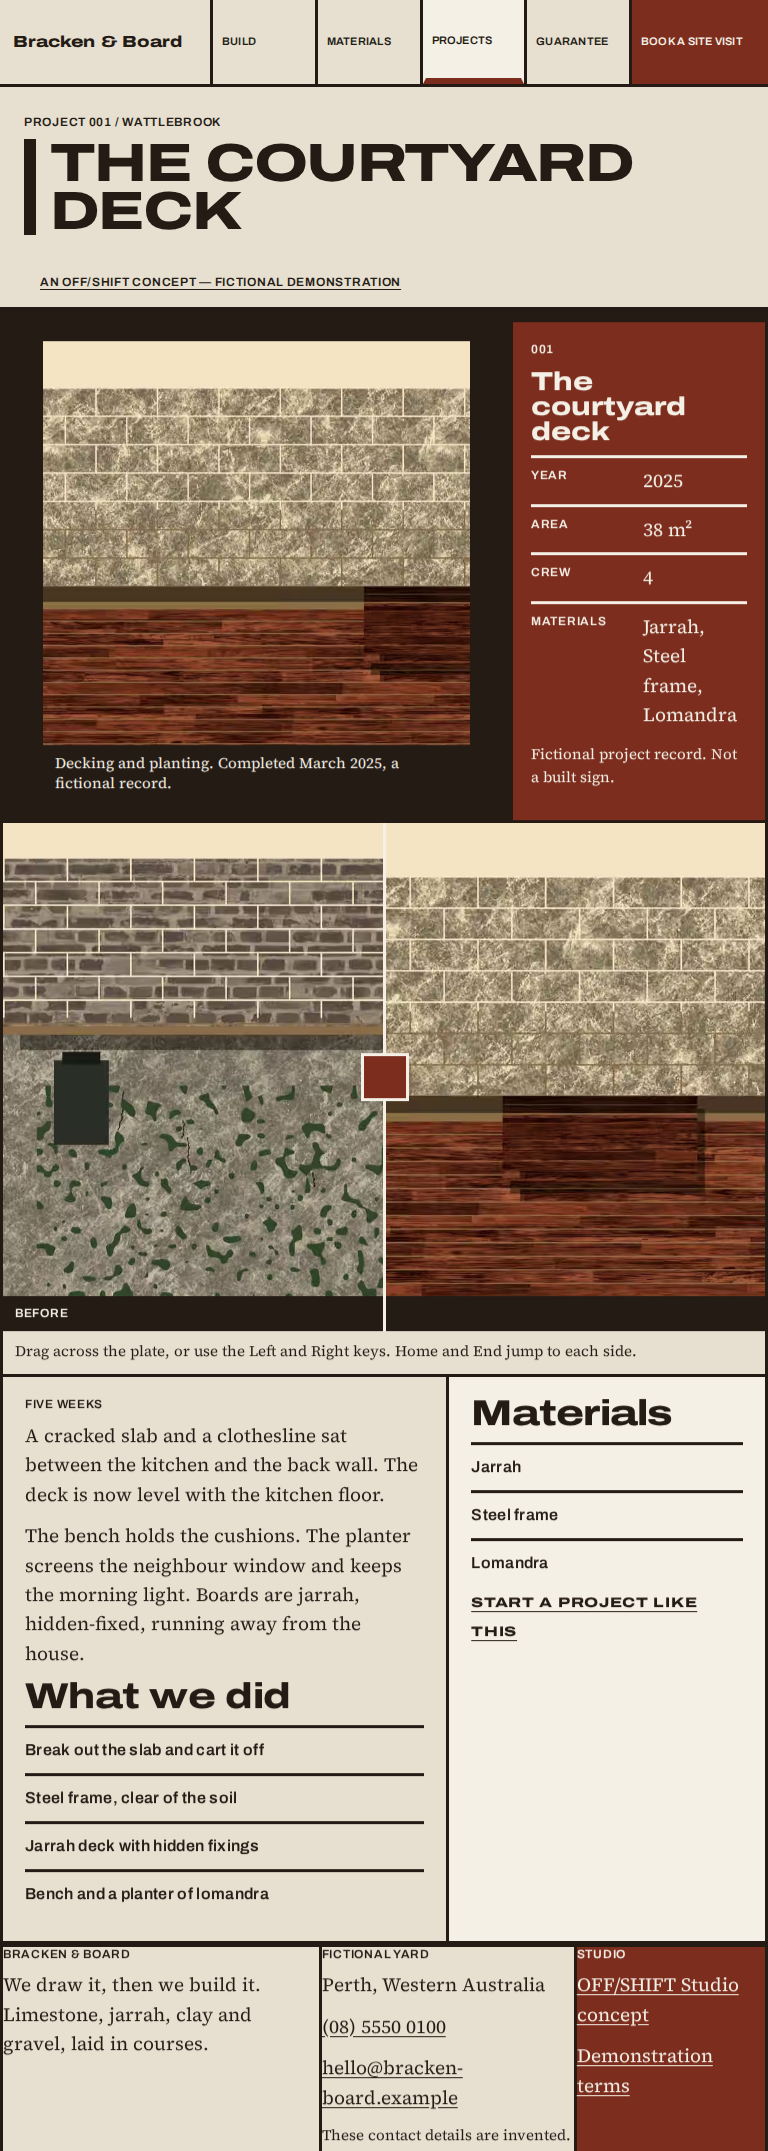 Bracken & Board
BUILD
MATERIALS
PROJECTS
GUARANTEE
BOOK A SITE VISIT
PROJECT 001 / WATTLEBROOK
THE COURTYARD
DECK
AN OFF/SHIFT CONCEPT — FICTIONAL DEMONSTRATION
Decking and planting. Completed March 2025, a
fictional record.
001
The
courtyard
deck
YEAR 2025
AREA 38 m²
CREW 4
MATERIALS Jarrah,
Steel
frame,
Lomandra
Fictional project record. Not
a built sign.
BEFORE
Drag across the plate, or use the Left and Right keys. Home and End jump to each side.
FIVE WEEKS
A cracked slab and a clothesline sat
between the kitchen and the back wall. The
deck is now level with the kitchen floor.
The bench holds the cushions. The planter
screens the neighbour window and keeps
the morning light. Boards are jarrah,
hidden-fixed, running away from the
house.
What we did
Break out the slab and cart it off
Steel frame, clear of the soil
Jarrah deck with hidden fixings
Bench and a planter of lomandra
Materials
Jarrah
Steel frame
Lomandra
START A PROJECT LIKE
THIS
BRACKEN & BOARD
We draw it, then we build it.
Limestone, jarrah, clay and
gravel, laid in courses.
FICTIONAL YARD
Perth, Western Australia
(08) 5550 0100
hello@bracken-
board.example
These contact details are invented.
STUDIO
OFF/SHIFT Studio
concept
Demonstration
terms